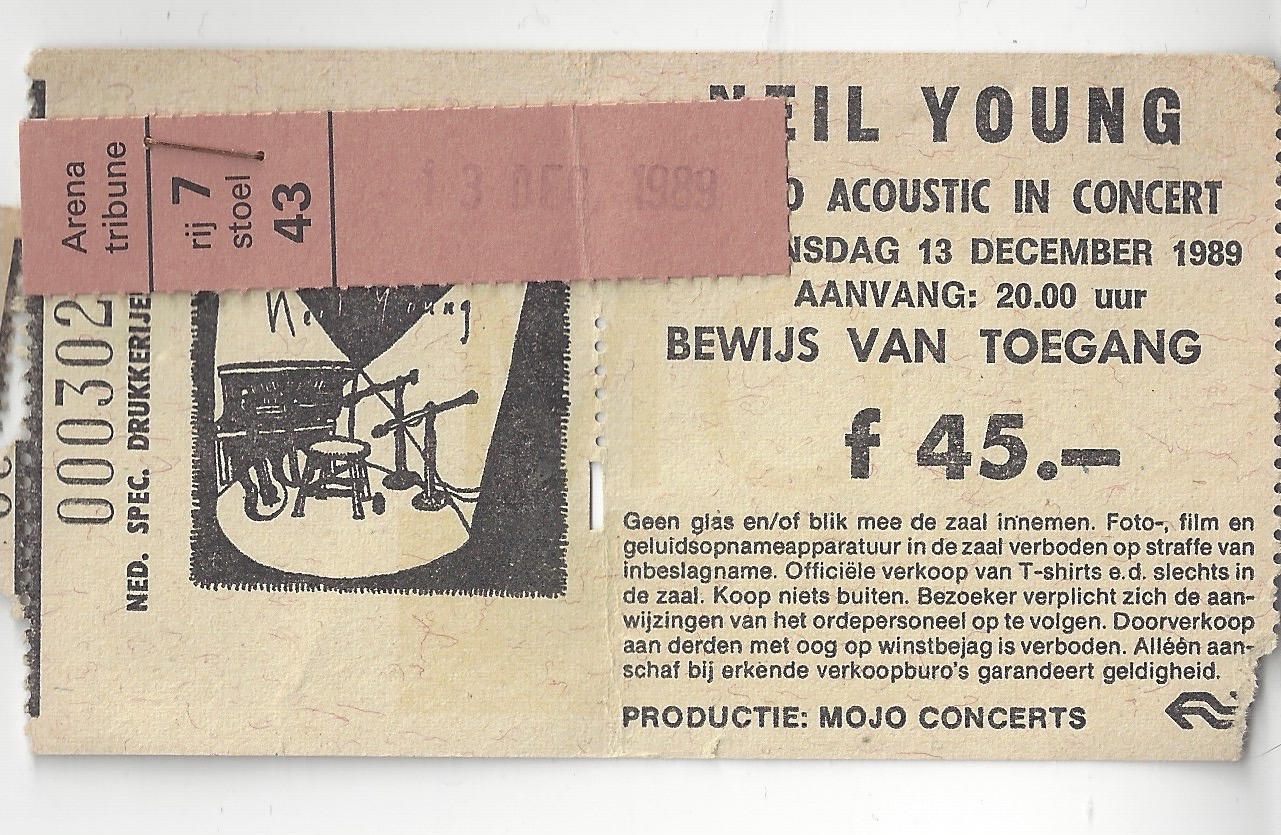 Arena
tribune
rij 7
stoel
43
13 DEC 1989
000302
NED. SPEC. DRUKKERIJE
NEIL YOUNG
O ACOUSTIC IN CONCERT
NSDAG 13 DECEMBER 1989
AANVANG: 20.00 uur
BEWIJS VAN TOEGANG
f 45.–
Geen glas en/of blik mee de zaal innemen. Foto-, film en
geluidsopnameapparatuur in de zaal verboden op straffe van
inbeslagname. Officiële verkoop van T-shirts e.d. slechts in
de zaal. Koop niets buiten. Bezoeker verplicht zich de aan-
wijzingen van het ordepersoneel op te volgen. Doorverkoop
aan derden met oog op winstbejag is verboden. Alléén aan-
schaf bij erkende verkoopburo's garandeert geldigheid.
PRODUCTIE: MOJO CONCERTS